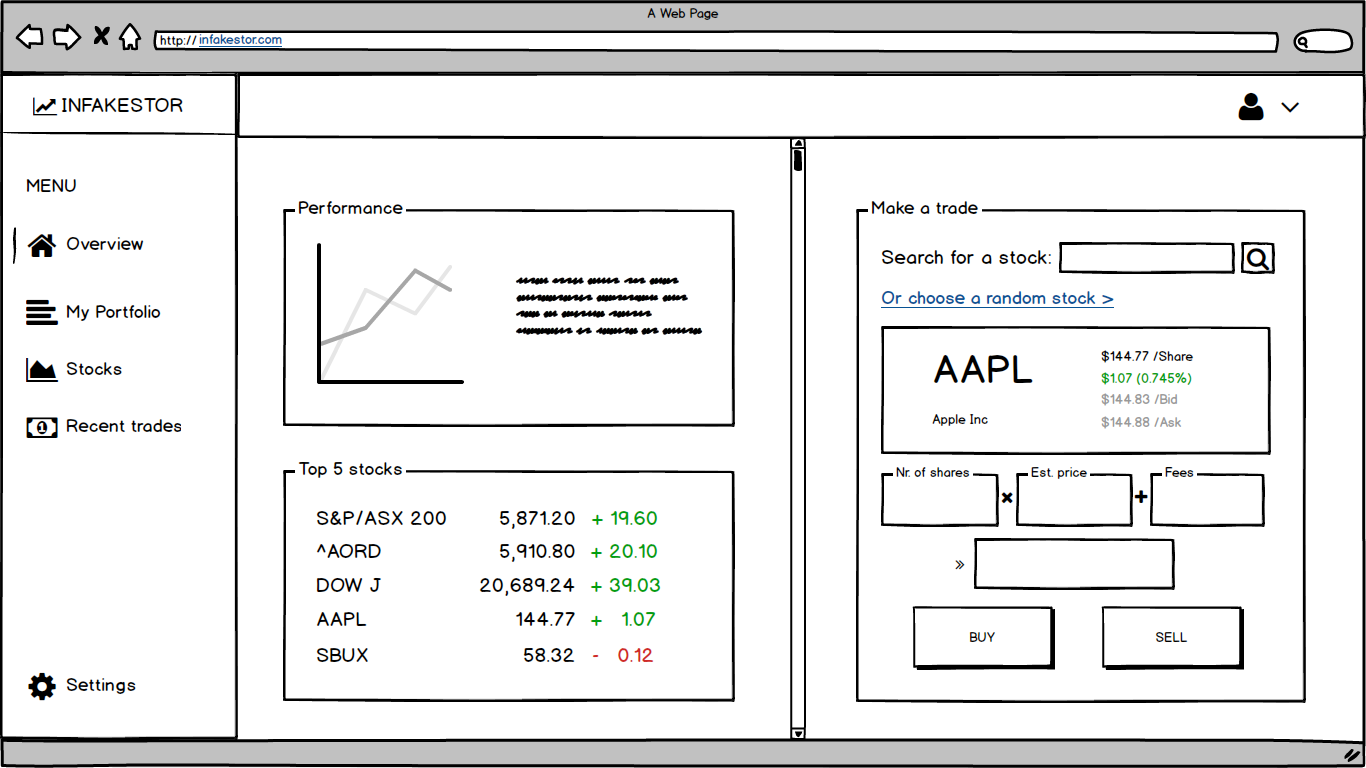 A Web Page
http://infakestor.com
INFAKESTOR
MENU
Overview
My Portfolio
Stocks
Recent trades
Settings
Performance
Top 5 stocks
S&P/ASX 200 5,871.20 + 19.60
^AORD 5,910.80 + 20.10
DOW J 20,689.24 + 39.03
AAPL 144.77 + 1.07
SBUX 58.32 - 0.12
Make a trade
Search for a stock:
Or choose a random stock >
AAPL
Apple Inc
$144.77 /Share
$1.07 (0.745%)
$144.83 /Bid
$144.88 /Ask
Nr. of shares × Est. price + Fees
»
BUY SELL